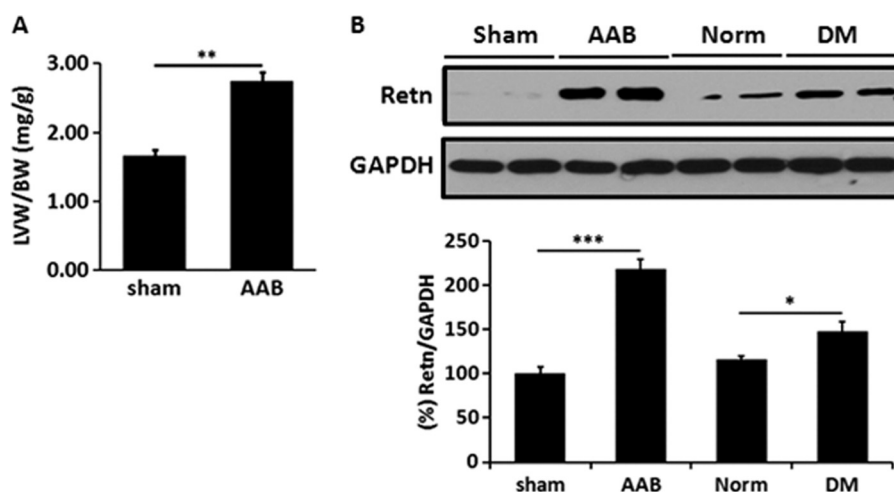 A
LVW/BW (mg/g)
3.00
2.00
1.00
0.00
**
sham AAB
B
Sham AAB Norm DM
Retn
GAPDH
(%) Retn/GAPDH
250
200
150
100
50
0
***
*
sham AAB Norm DM